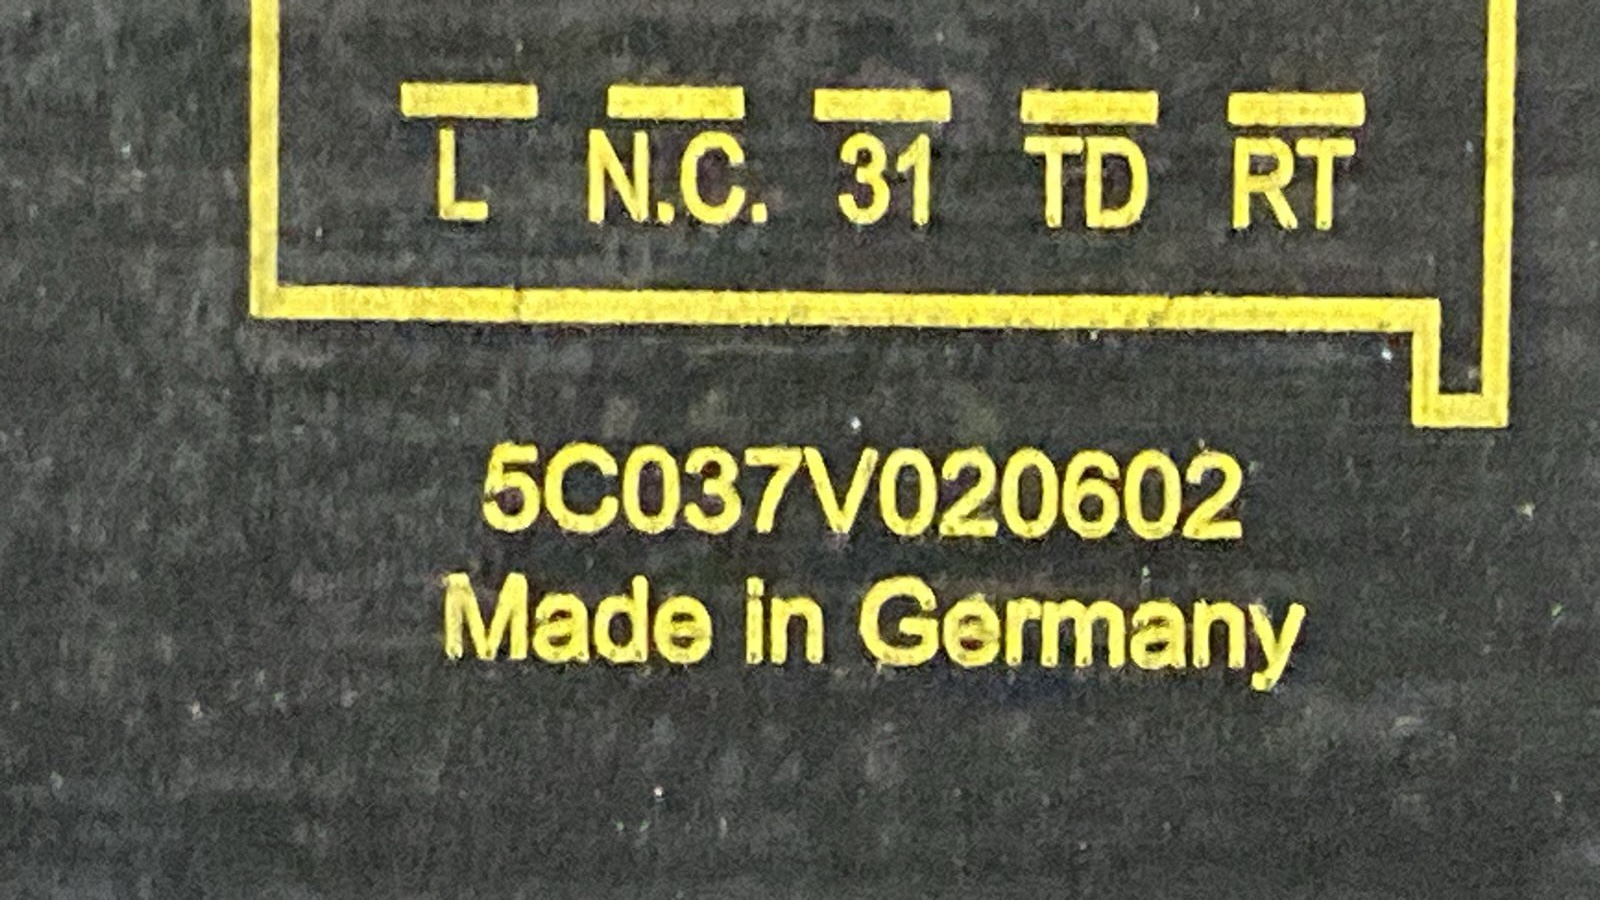 L N.C. 31 TD RT
5C037V020602
Made in Germany